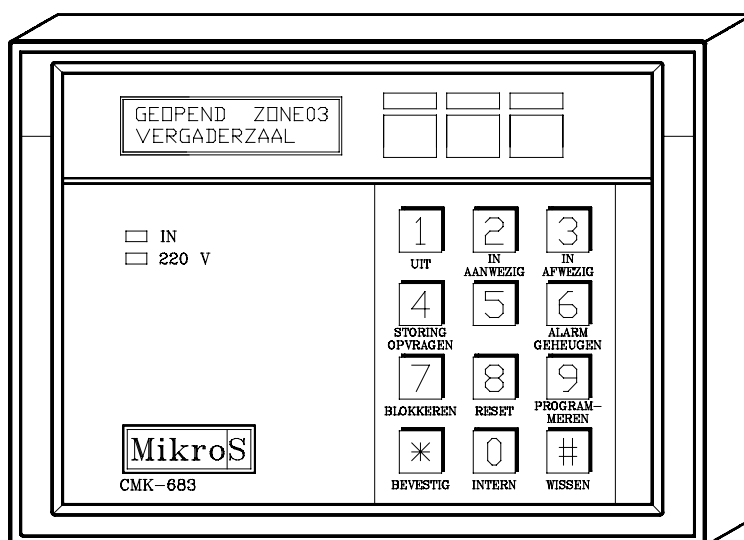 GEOPEND ZONE03
VERGADERZAAL
IN
220 V
1
UIT
2
IN
AANWEZIG
3
IN
AFWEZIG
4
STORING
OPVRAGEN
5
6
ALARM
GEHEUGEN
7
BLOKKEREN
8
RESET
9
PROGRAM-
MEREN
*
BEVESTIG
0
INTERN
#
WISSEN
MikroS
CMK-683